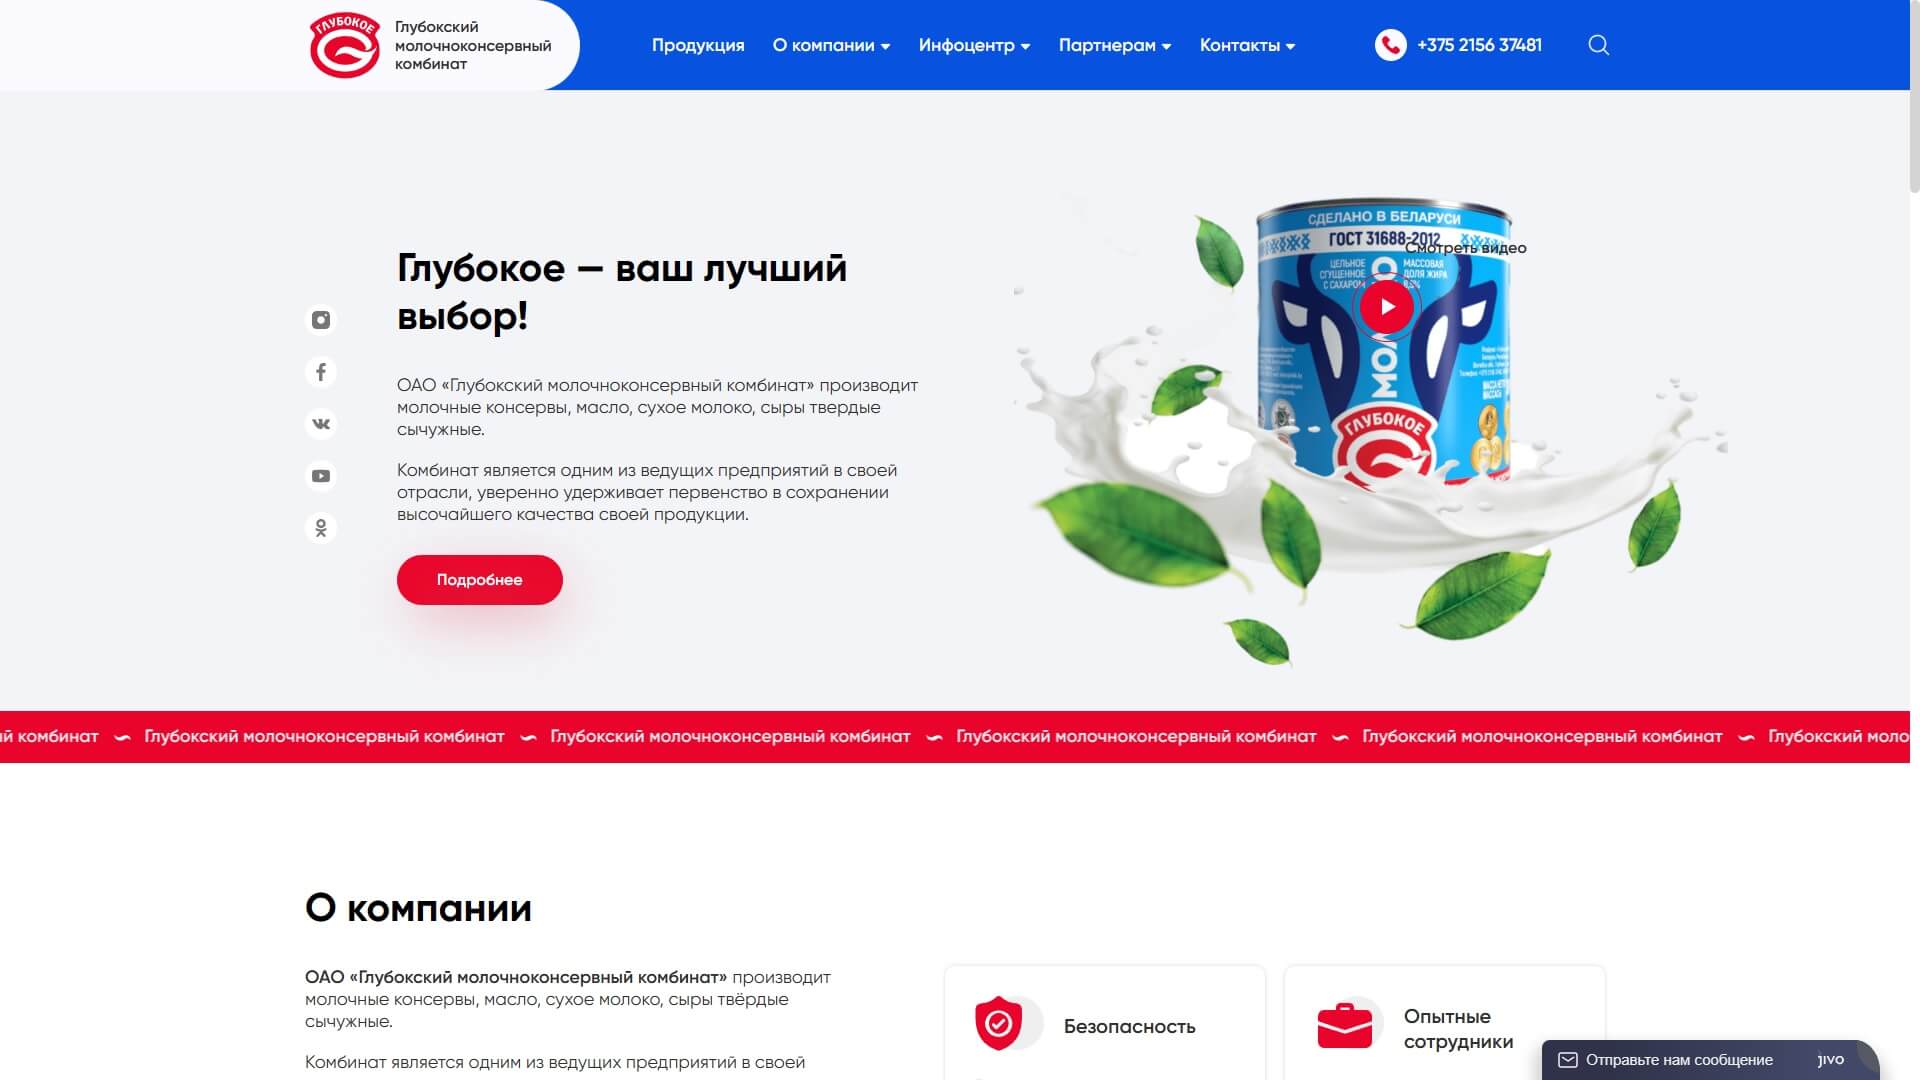 ГЛУБОКОЕ
Глубокский
молочноконсервный
комбинат
Продукция
О компании
Инфоцентр
Партнерам
Контакты
+375 2156 37481
Глубокое — ваш лучший
выбор!
ОАО «Глубокский молочноконсервный комбинат» производит
молочные консервы, масло, сухое молоко, сыры твердые
сычужные.
Комбинат является одним из ведущих предприятий в своей
отрасли, уверенно удерживает первенство в сохранении
высочайшего качества своей продукции.
Подробнее
СДЕЛАНО В БЕЛАРУСИ
ГОСТ 31688-2012
Смотреть видео
ЦЕЛЬНОЕ
СГУЩЕННОЕ
С САХАРОМ
МАССОВАЯ
ДОЛЯ ЖИРА
8,5%
ГЛУБОКОЕ
й комбинат Глубокский молочноконсервный комбинат Глубокский молочноконсервный комбинат Глубокский молочноконсервный комбинат Глубокский молочноконсервный комбинат Глубокский моло
О компании
ОАО «Глубокский молочноконсервный комбинат» производит
молочные консервы, масло, сухое молоко, сыры твёрдые
сычужные.
Комбинат является одним из ведущих предприятий в своей
Безопасность
Опытные
сотрудники
Отправьте нам сообщение
jivo